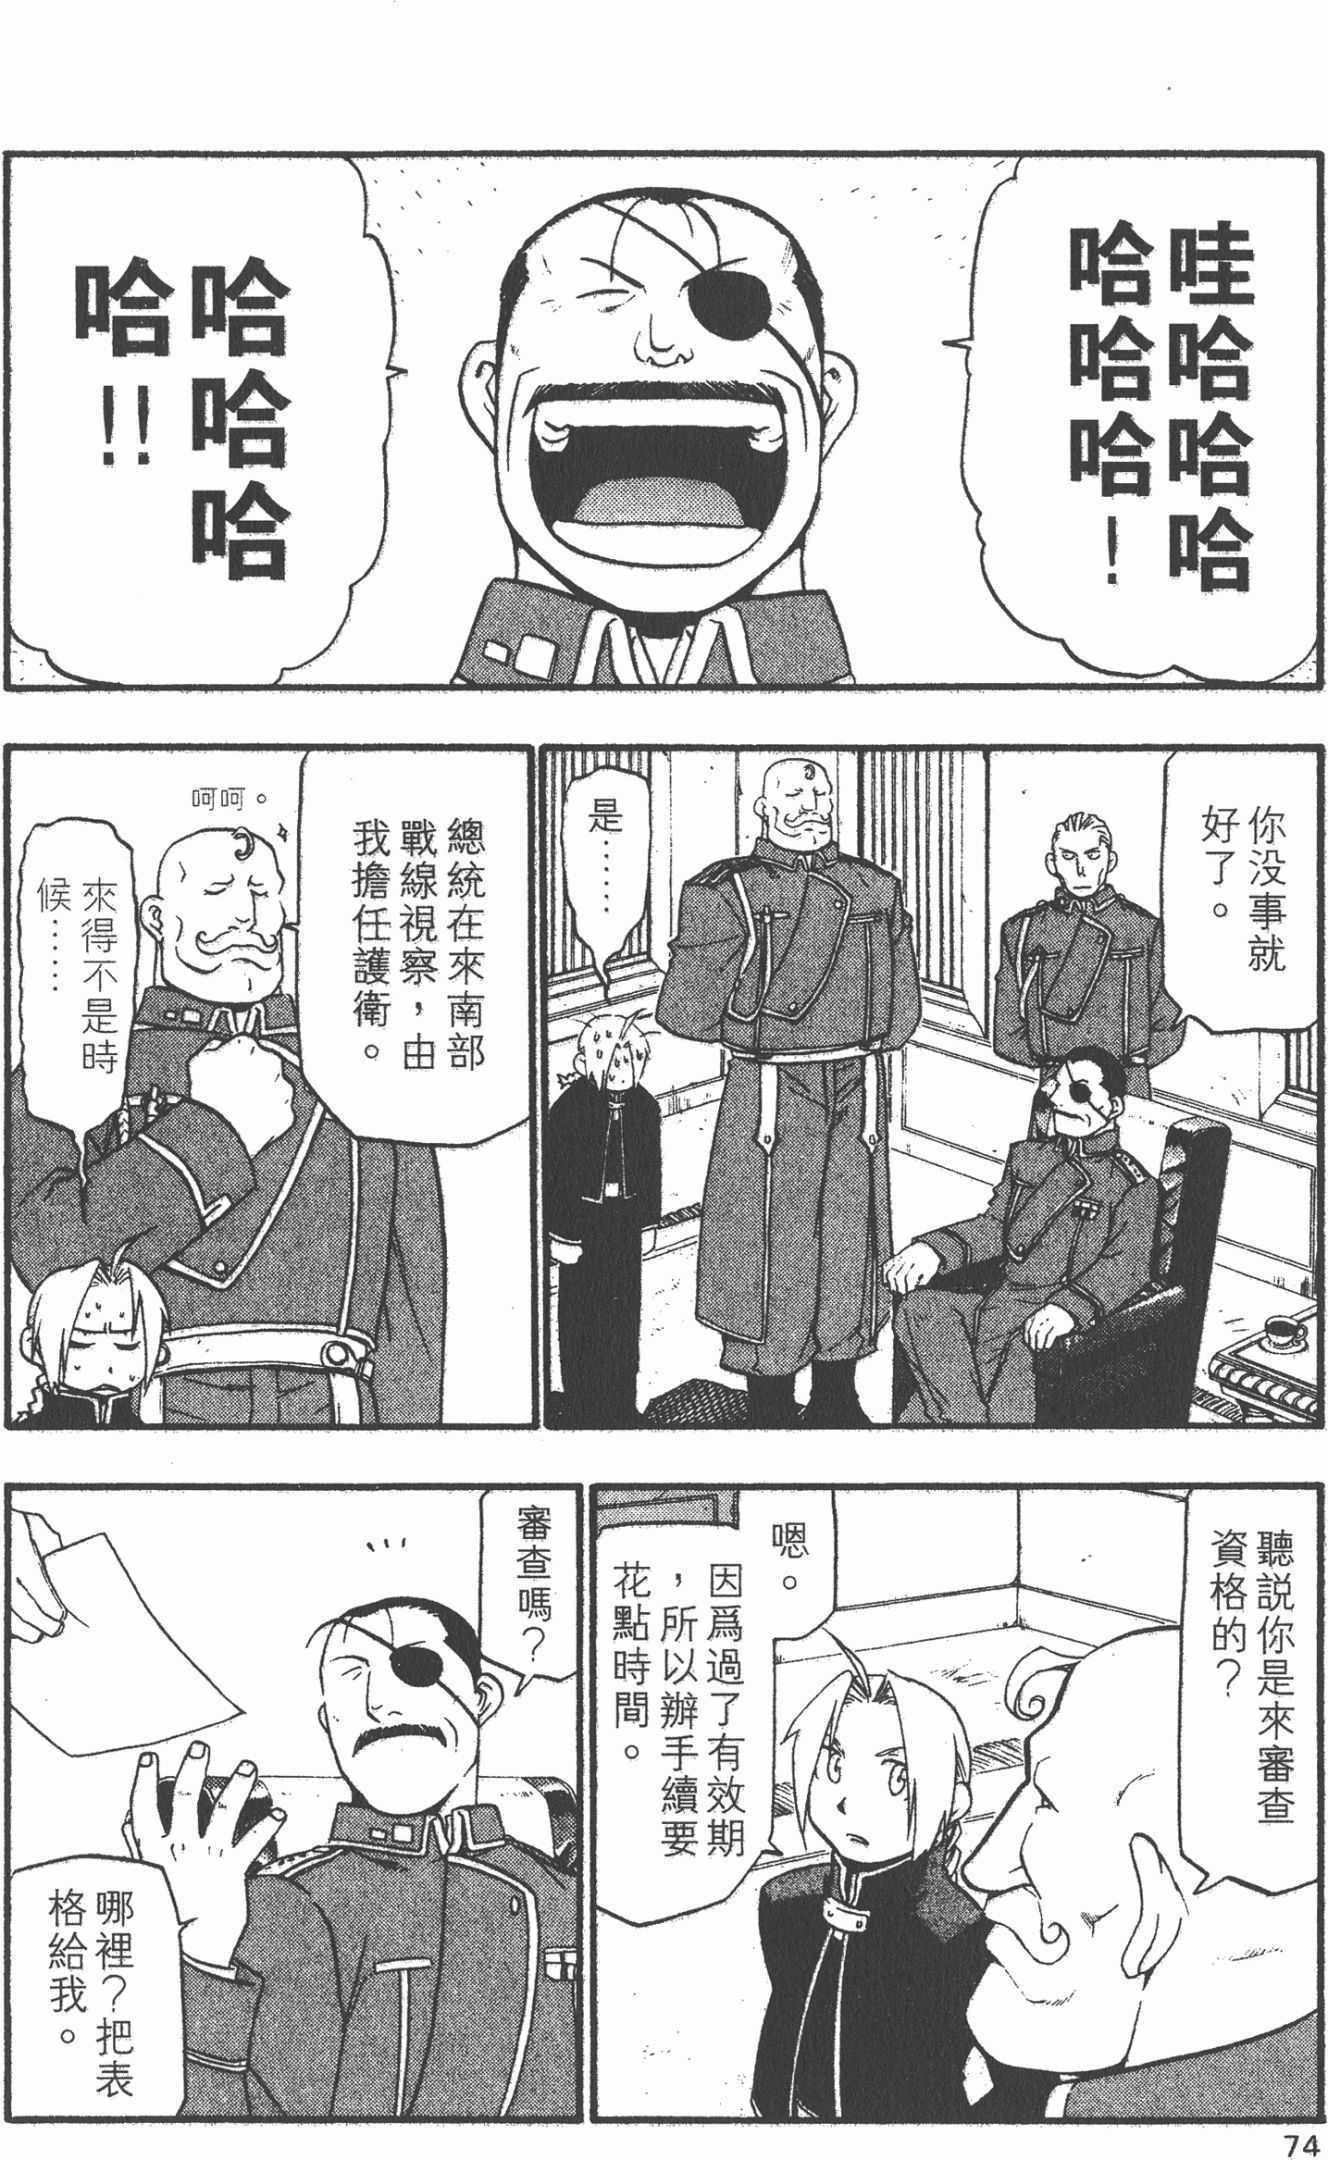 哇哈哈哈
哈哈哈！
哈哈哈
哈!!
你没事就
好了。
是……
總統在來南部
戰線視察，由
我擔任護衛。
呵呵。
來得不是時
候……
聽説你是來審查
資格的？
嗯。
因爲過了有效期
，所以辦手續要
花點時間。
審查嗎？
哪裡？把表
格給我。
74